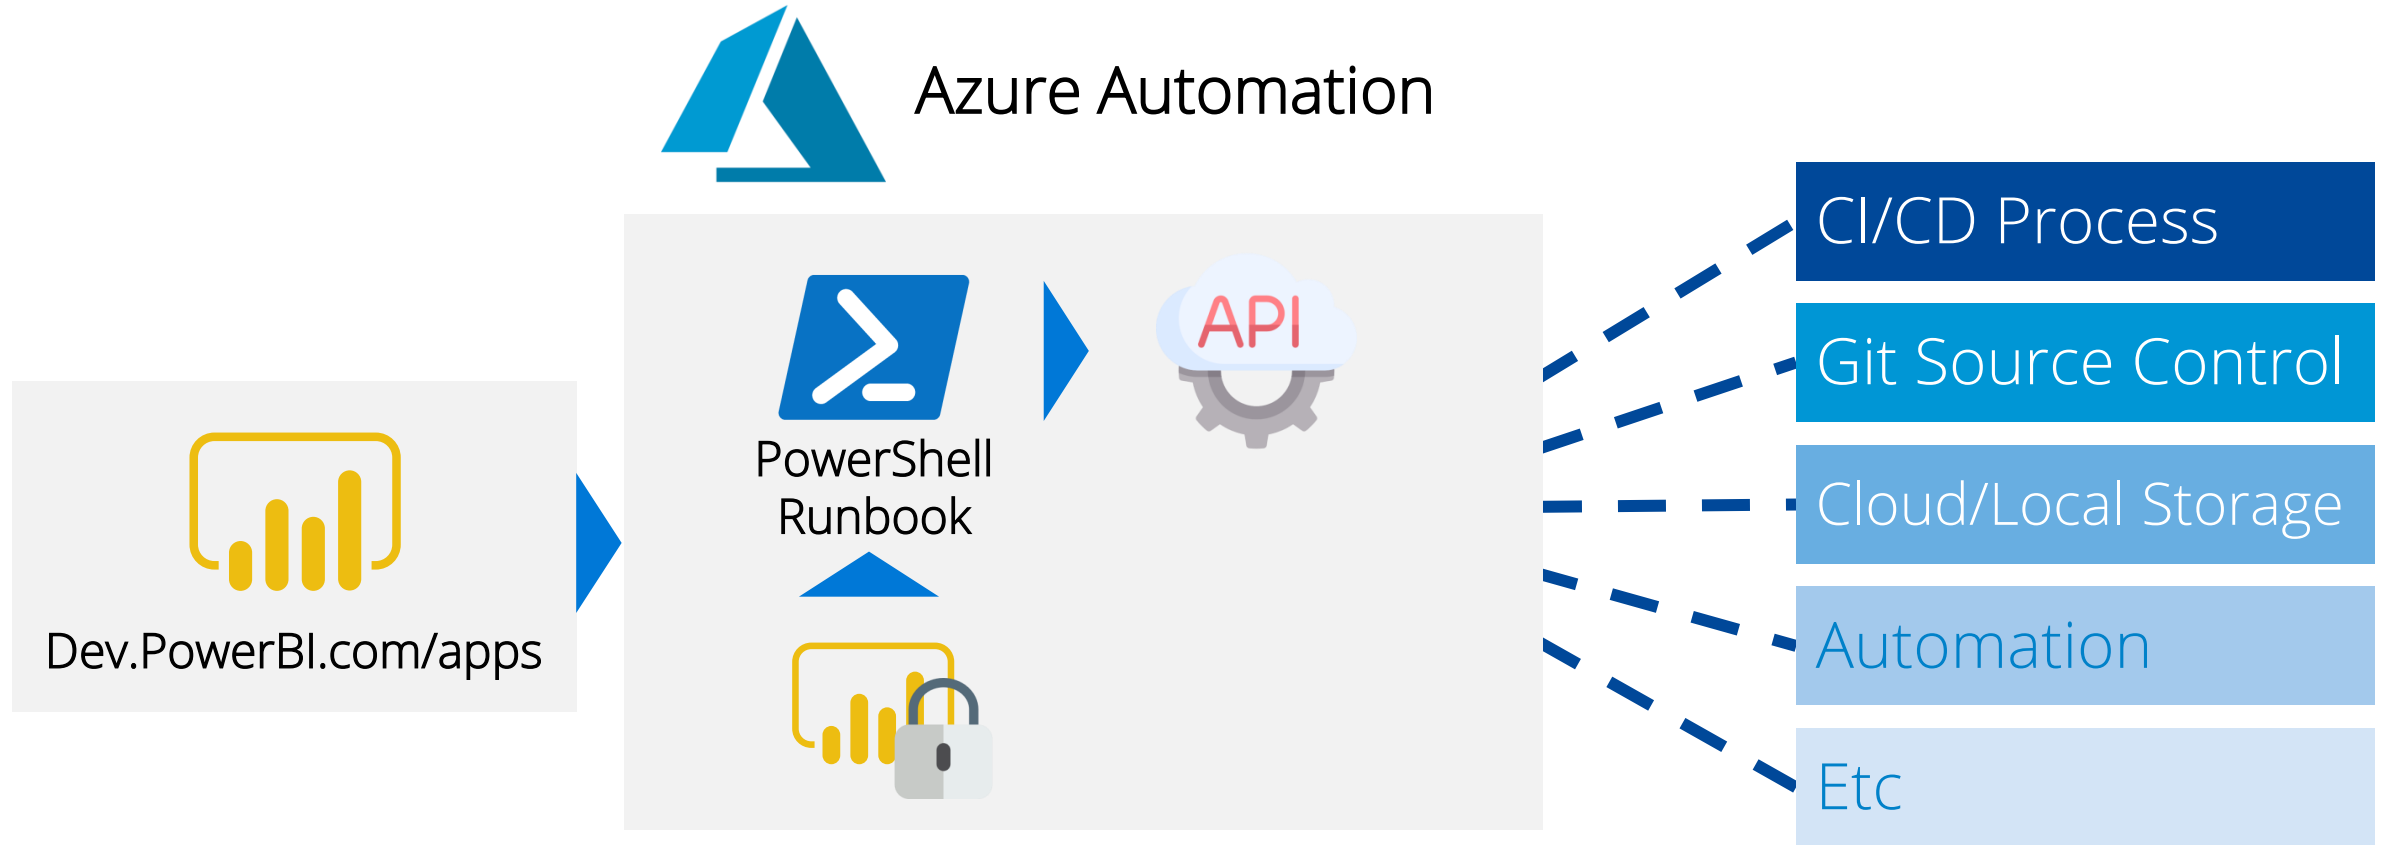 Azure Automation
Dev.PowerBI.com/apps
PowerShell
Runbook
API
CI/CD Process
Git Source Control
Cloud/Local Storage
Automation
Etc